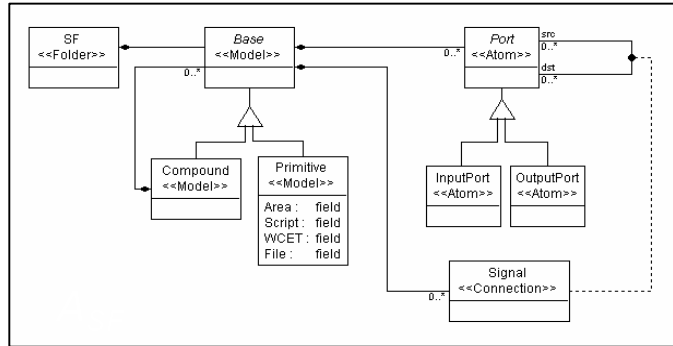 SF
<<Folder>>
Base
<<Model>>
0..*
Port
<<Atom>>
0..*
src
0..*
dst
0..*
Compound
<<Model>>
Primitive
<<Model>>
Area : field
Script : field
WCET : field
File : field
InputPort
<<Atom>>
OutputPort
<<Atom>>
Signal
<<Connection>>
0..*